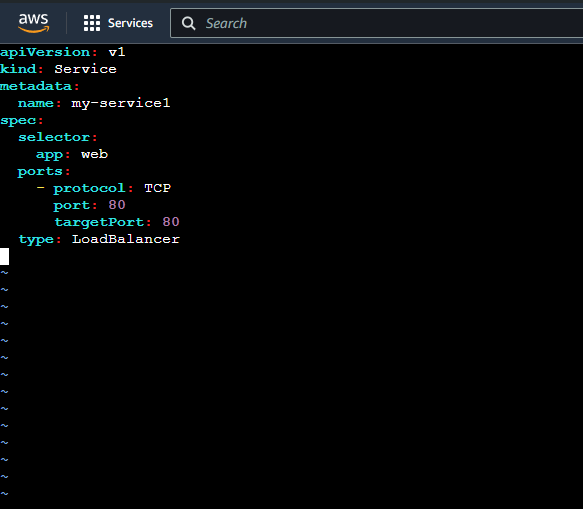 aws Services Search
apiVersion: v1
kind: Service
metadata:
  name: my-service1
spec:
  selector:
    app: web
  ports:
    - protocol: TCP
      port: 80
      targetPort: 80
  type: LoadBalancer
~
~
~
~
~
~
~
~
~
~
~
~
~
~